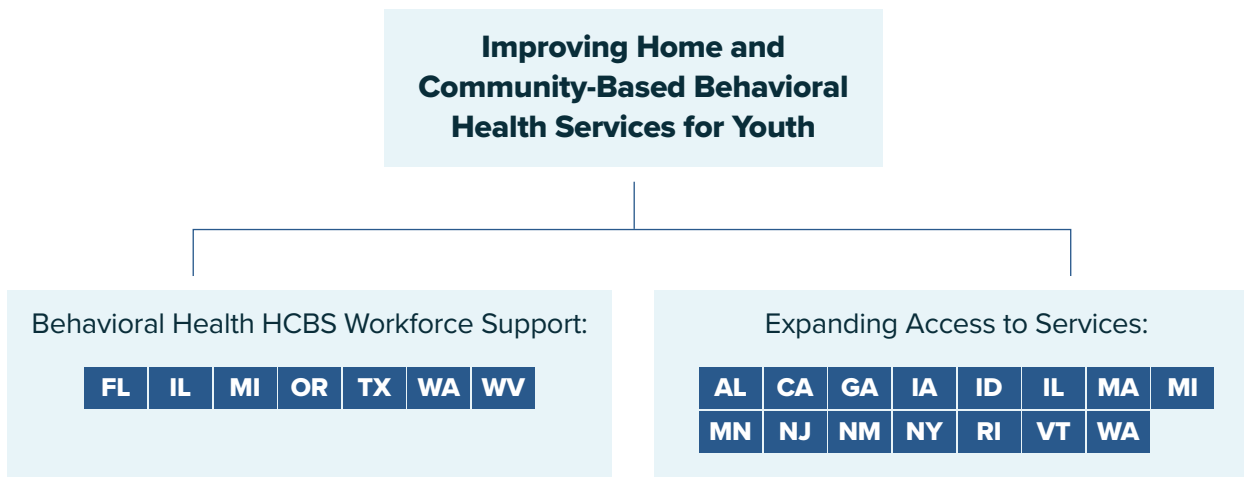 Improving Home and
Community-Based Behavioral
Health Services for Youth
Behavioral Health HCBS Workforce Support:
FL IL MI OR TX WA WV
Expanding Access to Services:
AL CA GA IA ID IL MA MI
MN NJ NM NY RI VT WA